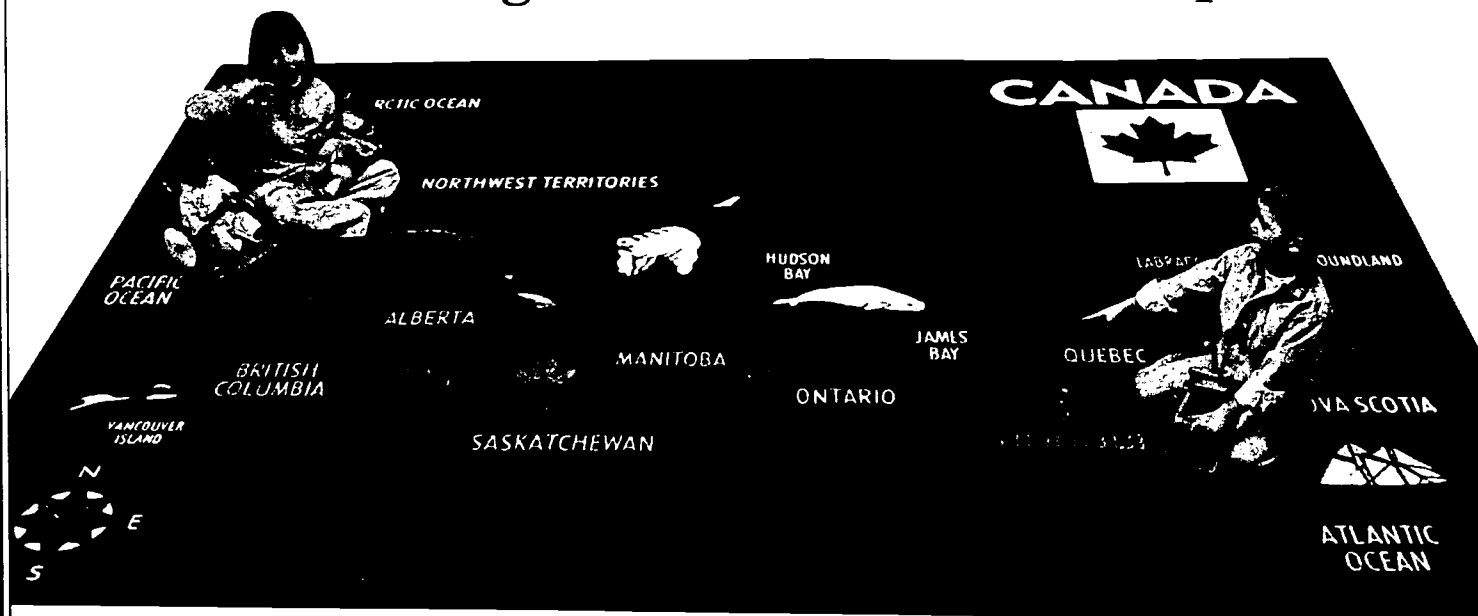 CANADA
RCTIC OCEAN
NORTHWEST TERRITORIES
PACIFIC
OCEAN
HUDSON
BAY
OUNDLAND
ALBERTA
JAMES
BAY
MANITOBA
QUEBEC
BRITISH
COLUMBIA
ONTARIO
OVA SCOTIA
VANCOUVER
ISLAND
SASKATCHEWAN
N
E
S
ATLANTIC
OCEAN